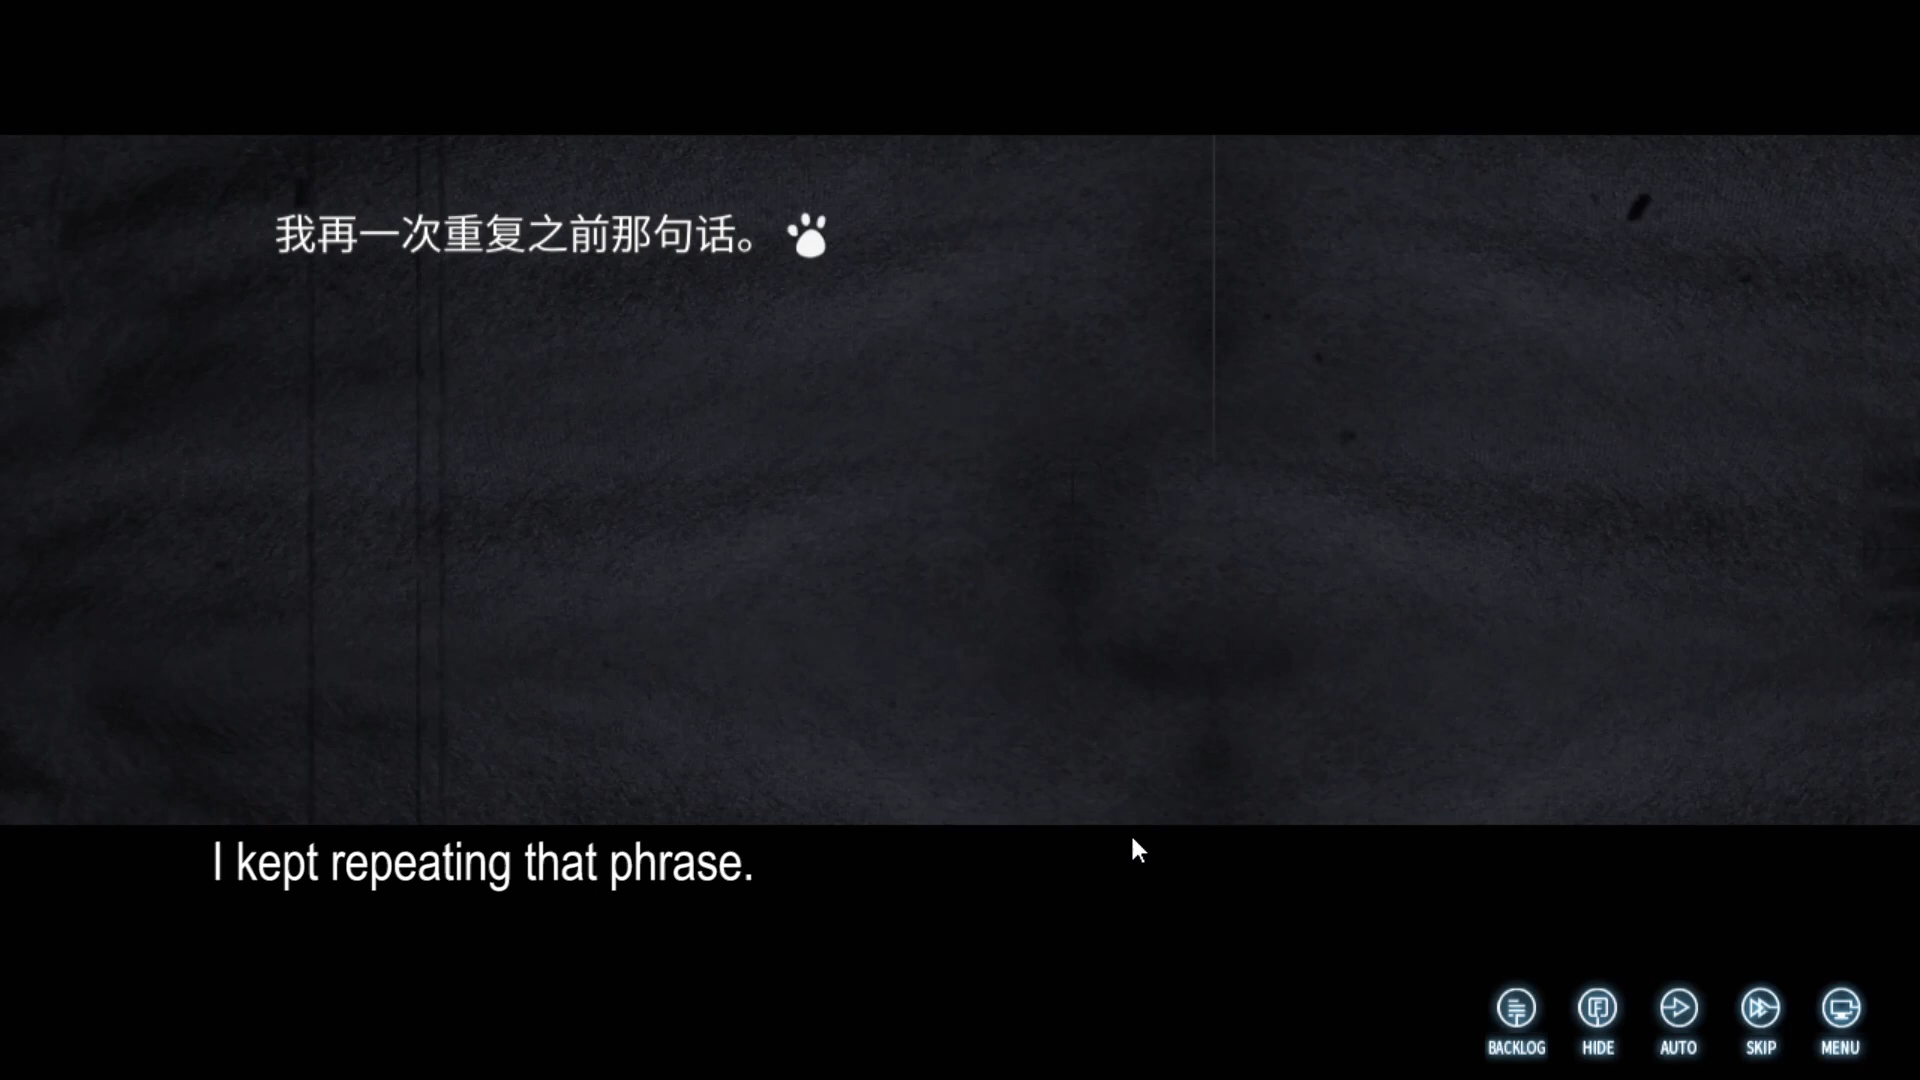 我再一次重复之前那句话。
I kept repeating that phrase.
BACKLOG HIDE AUTO SKIP MENU